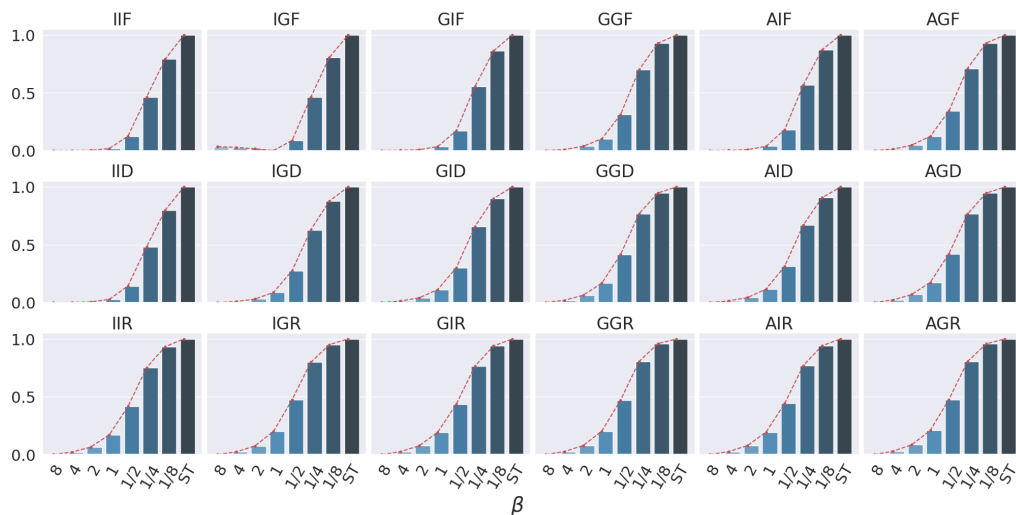 IIF IGF GIF GGF AIF AGF
1.0
0.5
0.0
IID IGD GID GGD AID AGD
1.0
0.5
0.0
IIR IGR GIR GGR AIR AGR
1.0
0.5
0.0
8 4 2 1 1/2 1/4 1/8 ST 8 4 2 1 1/2 1/4 1/8 ST 8 4 2 1 1/2 1/4 1/8 ST 8 4 2 1 1/2 1/4 1/8 ST 8 4 2 1 1/2 1/4 1/8 ST 8 4 2 1 1/2 1/4 1/8 ST
β